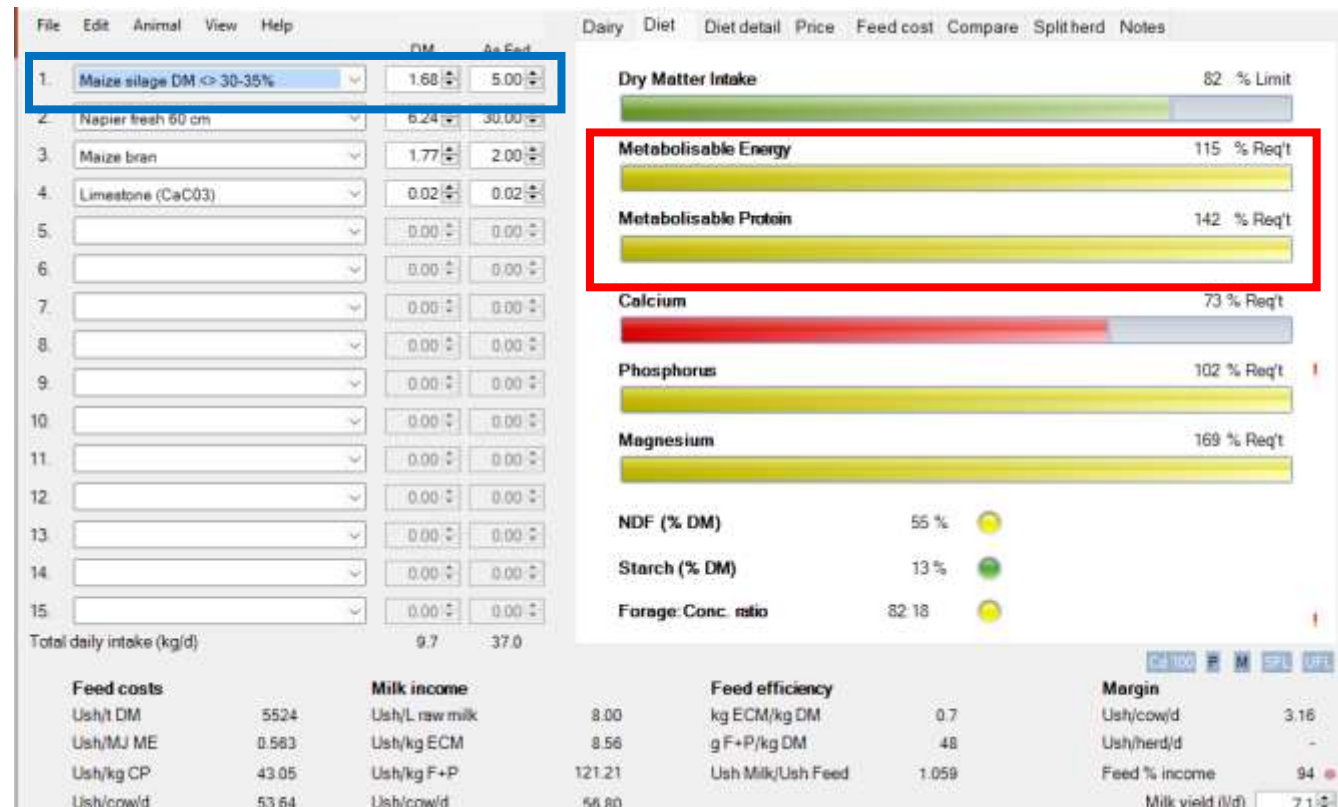 File Edit Animal View Help
Dairy Diet Diet detail Price Feed cost Compare Split herd Notes
DM As Fed
1. Maize silage DM <> 30-35% 1.68 5.00
2. Napier fresh 60 cm 6.24 30.00
3. Maize bran 1.77 2.00
4. Limestone (CaC03) 0.02 0.02
5. 0.00 0.00
6. 0.00 0.00
7. 0.00 0.00
8. 0.00 0.00
9. 0.00 0.00
10. 0.00 0.00
11. 0.00 0.00
12. 0.00 0.00
13. 0.00 0.00
14. 0.00 0.00
15. 0.00 0.00
Total daily intake (kg/d) 9.7 37.0
Dry Matter Intake 82 % Limit
Metabolisable Energy 115 % Req't
Metabolisable Protein 142 % Req't
Calcium 73 % Req't
Phosphorus 102 % Req't !
Magnesium 169 % Req't
NDF (% DM) 55 %
Starch (% DM) 13 %
Forage:Conc. ratio 82:18 !
P M SFL UFL
Feed costs Milk income Feed efficiency Margin
Ush/t DM 5524 Ush/L raw milk 8.00 kg ECM/kg DM 0.7 Ush/cow/d 3.16
Ush/MJ ME 0.563 Ush/kg ECM 8.56 g F+P/kg DM 48 Ush/herd/d -
Ush/kg CP 43.05 Ush/kg F+P 121.21 Ush Milk/Ush Feed 1.059 Feed % income 94
Ush/cow/d 53.64 Ush/cow/d 56.80 Milk yield (l/d) 7.1